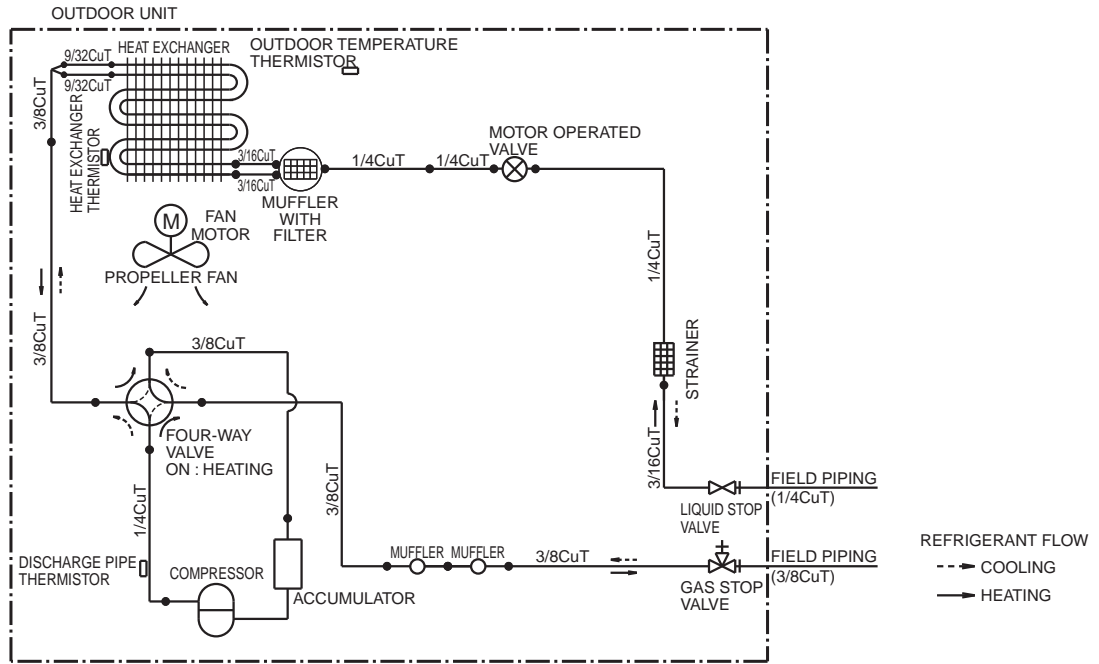 OUTDOOR UNIT
9/32CuT
HEAT EXCHANGER
OUTDOOR TEMPERATURE
THERMISTOR
9/32CuT
3/8CuT
HEAT EXCHANGER
THERMISTOR
3/16CuT
3/16CuT
MUFFLER
WITH
FILTER
1/4CuT
1/4CuT
MOTOR OPERATED
VALVE
M
FAN
MOTOR
PROPELLER FAN
1/4CuT
3/8CuT
3/8CuT
STRAINER
FOUR-WAY
VALVE
ON : HEATING
3/16CuT
1/4CuT
3/8CuT
LIQUID STOP
VALVE
FIELD PIPING
(1/4CuT)
DISCHARGE PIPE
THERMISTOR
COMPRESSOR
ACCUMULATOR
MUFFLER
MUFFLER
3/8CuT
GAS STOP
VALVE
FIELD PIPING
(3/8CuT)
REFRIGERANT FLOW
COOLING
HEATING